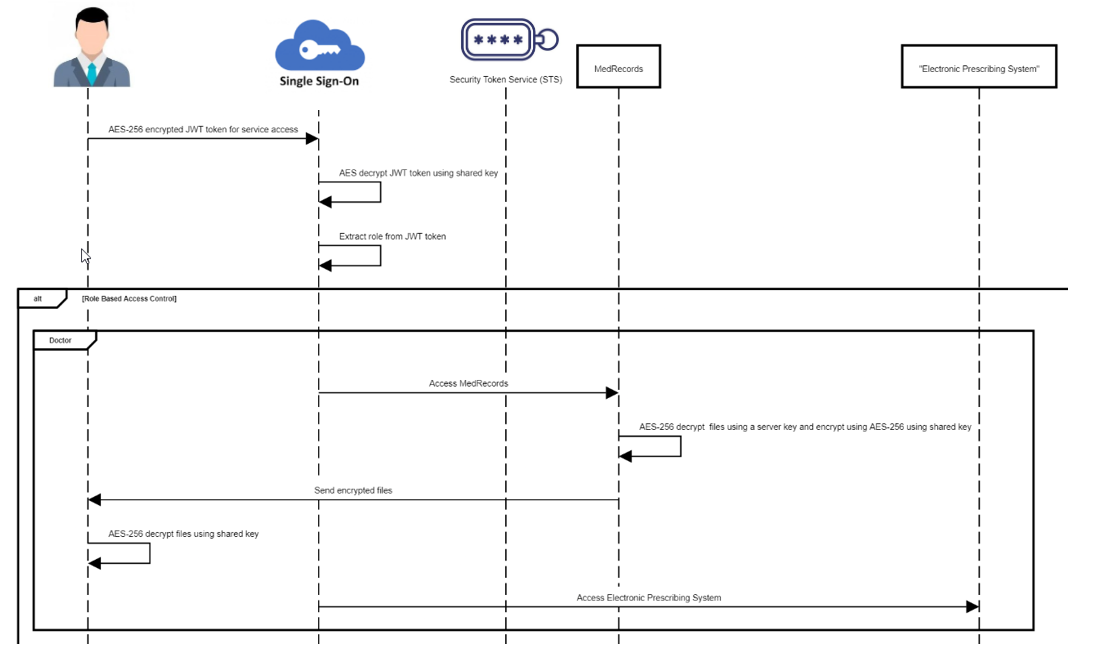 ****
Single Sign-On
Security Token Service (STS)
MedRecords
"Electronic Prescribing System"
AES-256 encrypted JWT token for service access
AES decrypt JWT token using shared key
Extract role from JWT token
alt
[Role Based Access Control]
Doctor
Access MedRecords
AES-256 decrypt files using a server key and encrypt using AES-256 using shared key
Send encrypted files
AES-256 decrypt files using shared key
Access Electronic Prescribing System